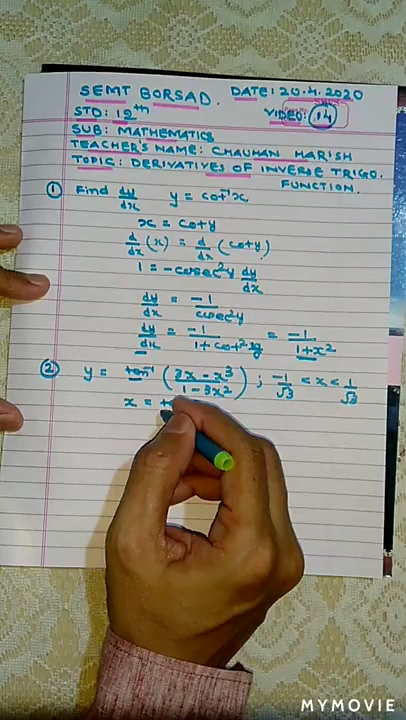 SEMT BORSAD. DATE: 20.4.2020
STD: 12th VIDEO: 14
SUB: MATHEMATICS
TEACHER'S NAME: CHAUHAN HARISH
TOPIC: DERIVATIVES OF INVERSE TRIGO.
FUNCTION.
① Find dy/dx y = cot⁻¹x
x = coty
d/dx (x) = d/dx (coty)
1 = -cosec²y dy/dx
dy/dx = -1/cosec²y
dy/dx = -1/1+cot²y = -1/1+x²
② y = tan⁻¹ (3x - x³/1 - 3x²) ; -1/√3 < x < 1/√3
x =
MYMOVIE